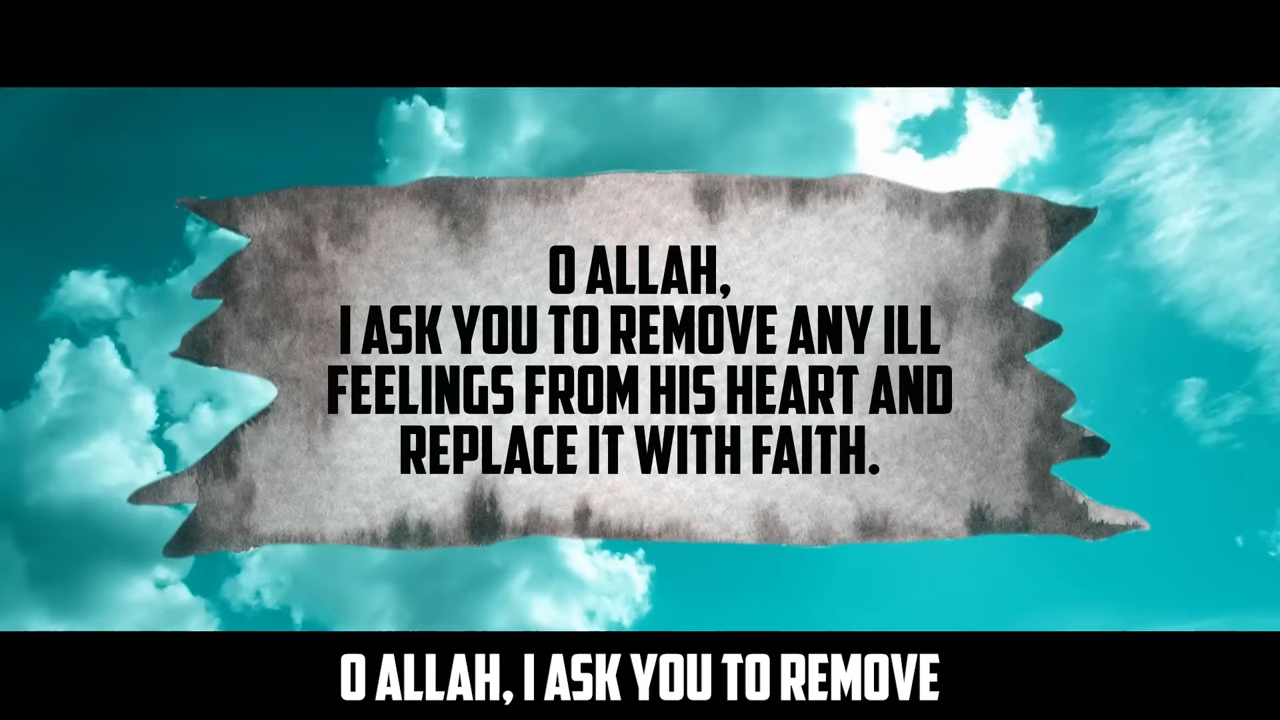 O ALLAH,
I ASK YOU TO REMOVE ANY ILL
FEELINGS FROM HIS HEART AND
REPLACE IT WITH FAITH.
O ALLAH, I ASK YOU TO REMOVE